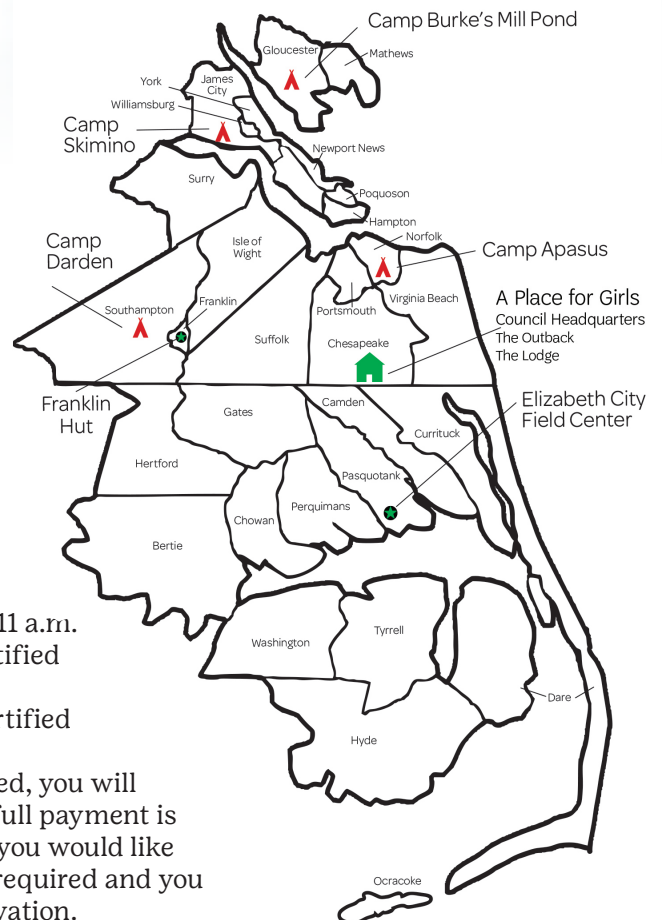 Camp Burke's Mill Pond
Gloucester
Mathews
York
James
City
Williamsburg
Camp
Skimino
Newport News
Surry
Poquoson
Hampton
Norfolk
Isle of
Wight
Camp
Darden
Camp Apasus
Southampton
Franklin
Portsmouth
Virginia Beach
A Place for Girls
Council Headquarters
The Outback
The Lodge
Suffolk
Chesapeake
Franklin
Hut
Elizabeth City
Field Center
Gates
Camden
Currituck
Hertford
Pasquotank
Perquimans
Chowan
Bertie
11 a.m.
tified
Washington
Tyrrell
Dare
rtified
Hyde
ed, you will
full payment is
you would like
required and you
vation.
Ocracoke